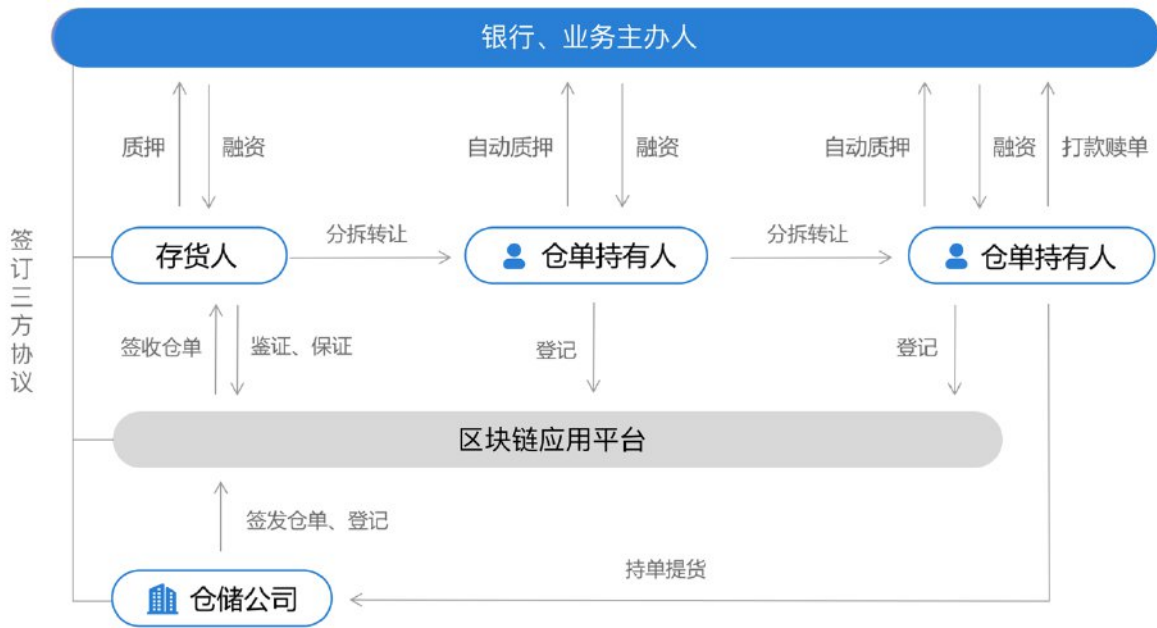 银行、业务主办人
质押
融资
自动质押
融资
自动质押
融资
打款赎单
签订三方协议
存货人
分拆转让
仓单持有人
分拆转让
仓单持有人
签收仓单
鉴证、保证
登记
登记
区块链应用平台
签发仓单、登记
持单提货
仓储公司